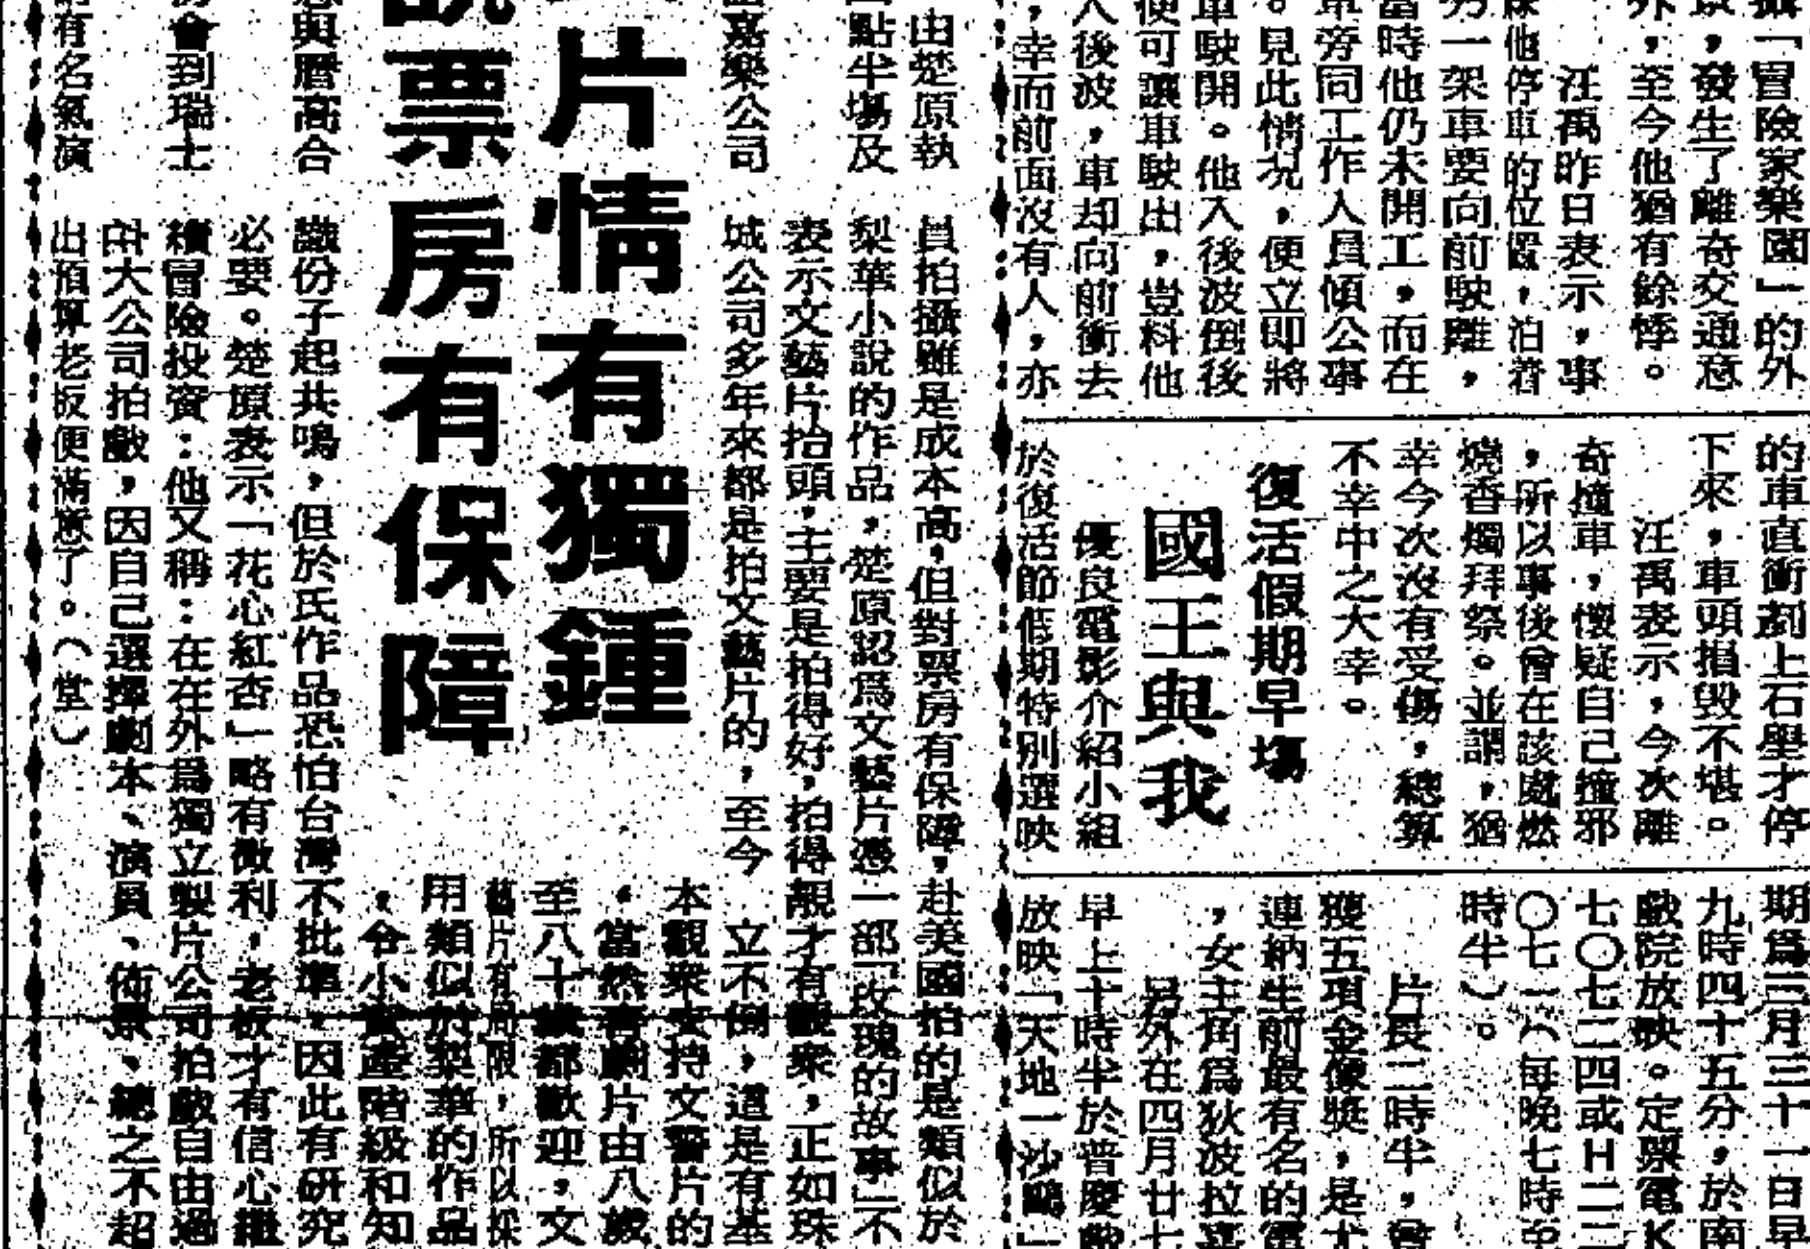 攝「冒險家樂園」的外
景，發生了離奇交通意
外，至今他猶有餘悸。
汪禹昨日表示，事
他停車的位置，泊着
另一架車要向前駛離，
當時他仍未開工，而在
車旁同工作人員傾公事
。見此情况，便立即將
車駛開。他入後波倒後
便可讓車駛出，豈料他
入後波，車却向前衝去
，幸而前面沒有人，亦
的車直衝剷上石壆才停
下來，車頭損毀不堪。
汪禹表示，今次離
奇撞車，懷疑自己撞邪
，所以事後曾在該處燃
燒香燭拜祭。並謂，猶
幸今次沒有受傷，總算
不幸中之大幸。
復活假期早場
國王與我
優良電影介紹小組
於復活節假期特別選映
期爲三月三十一日早
九時四十五分，於南
戲院放映。定票電K
七〇七二四或H二二
〇七一（每晚七時至
時半）。
片長二時半，曾
獲五項金像獎，是尤
連納生前最有名的電
，女主角爲狄波拉嘉
另外在四月廿七
早上十時半於普慶戲
放映「天地一沙鷗」
片情有獨鍾
說票房有保障
由楚原執
點半場及
嘉樂公司
與曆高合
會到瑞士
有名氣演
員拍攝雖是成本高，但對票房有保障，赴美國拍的是類似於
梨華小說的作品，楚原認爲文藝片憑一部「玫瑰的故事」不
表示文藝片抬頭，主要是拍得好，拍得靚才有觀衆，正如珠
城公司多年來都是拍文藝片的，至今立不倒，這是有基
本觀衆支持文藝片的
，當然喜鬧片由八歲
至八十歲都歡迎，文
藝片有局限，所以採
用類似於梨華的作品
，令小資產階級和知
識份子起共鳴，但於氏作品恐怕台灣不批準，因此有研究
必要。楚原表示「花心紅杏」略有微利，老板才有信心繼
續冒險投資：他又稱：在在外爲獨立製片公司拍戲自由過
大公司拍戲，因自己選擇劇本、演員、佈景、總之不超
出預算老板便滿意了。（堂）